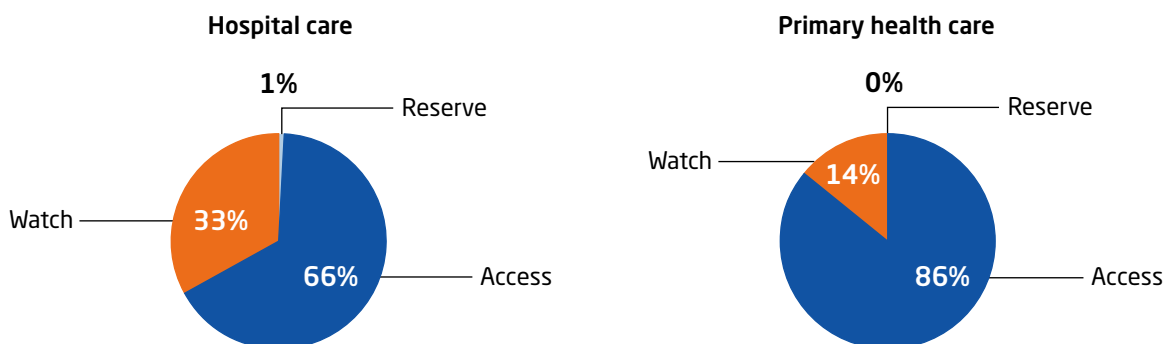 Hospital care
1%
Reserve
Watch
33%
66%
Access
Primary health care
0%
Reserve
Watch
14%
86%
Access